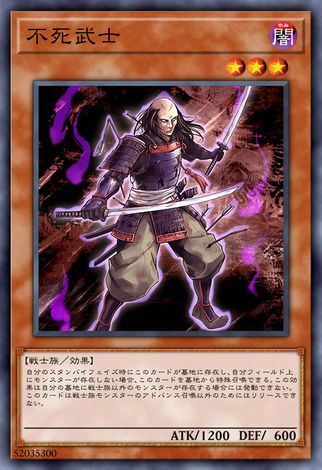 不死武士
やみ
闇
【戦士族／効果】
自分のスタンバイフェイズ時にこのカードが墓地に存在し、自分フィールド上
にモンスターが存在しない場合、このカードを墓地から特殊召喚できる。この効
果は自分の墓地に戦士族以外のモンスターが存在する場合には発動できない。
このカードは戦士族モンスターのアドバンス召喚以外のためにはリリースで
きない。
ATK/1200 DEF/ 600
52035300